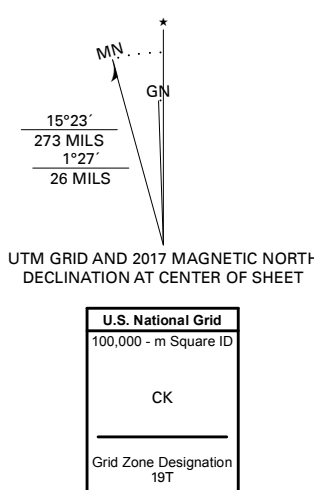 ★
MN
GN
15°23´
273 MILS
1°27´
26 MILS
UTM GRID AND 2017 MAGNETIC NORTH
DECLINATION AT CENTER OF SHEET
U.S. National Grid
100,000 - m Square ID
CK
Grid Zone Designation
19T